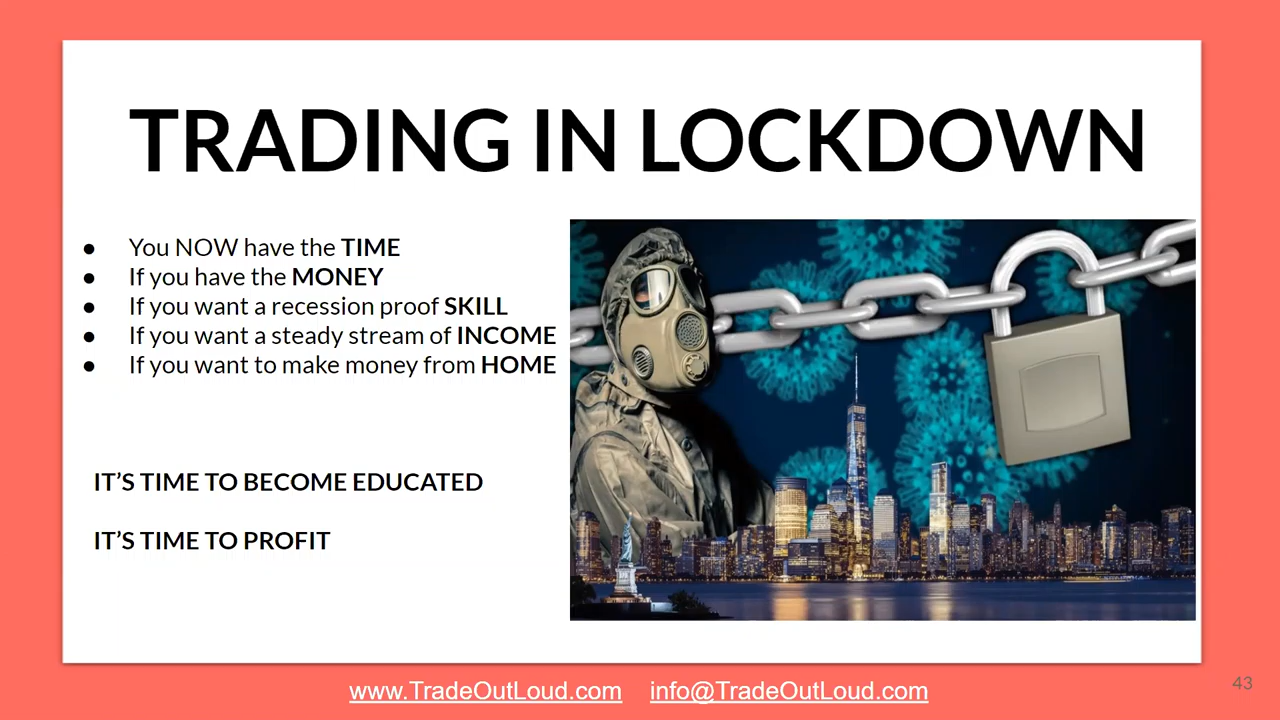 TRADING IN LOCKDOWN
● You NOW have the TIME
● If you have the MONEY
● If you want a recession proof SKILL
● If you want a steady stream of INCOME
● If you want to make money from HOME
IT’S TIME TO BECOME EDUCATED
IT’S TIME TO PROFIT
www.TradeOutLoud.com info@TradeOutLoud.com
43